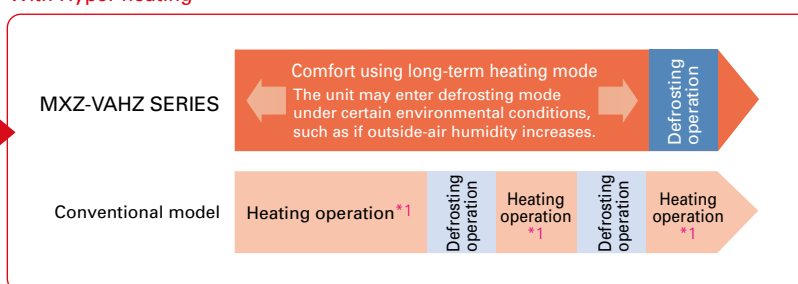 With Hyper heating
MXZ-VAHZ SERIES
Comfort using long-term heating mode
The unit may enter defrosting mode
under certain environmental conditions,
such as if outside-air humidity increases.
Defrosting
operation
Conventional model
Heating operation*1
Defrosting
operation
Heating
operation
*1
Defrosting
operation
Heating
operation
*1